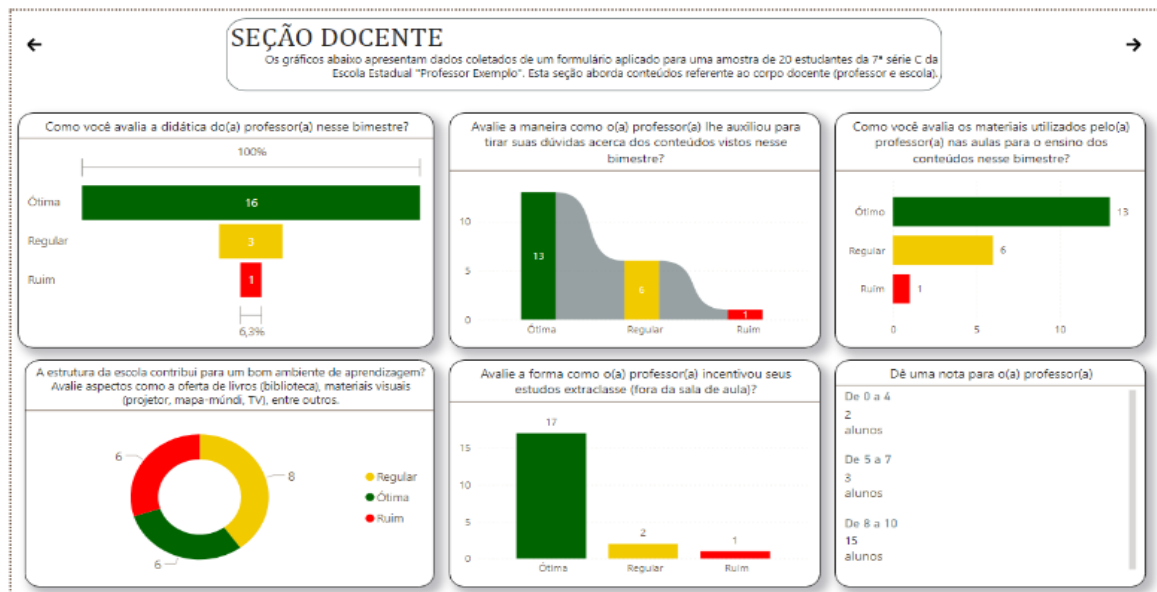 SEÇÃO DOCENTE
Os gráficos abaixo apresentam dados coletados de um formulário aplicado para uma amostra de 20 estudantes da 7ª série C da
Escola Estadual "Professor Exemplo". Esta seção aborda conteúdos referente ao corpo docente (professor e escola).
Como você avalia a didática do(a) professor(a) nesse bimestre?
100%
Ótima
16
Regular
3
Ruim
1
6,3%
Avalie a maneira como o(a) professor(a) lhe auxiliou para
tirar suas dúvidas acerca dos conteúdos vistos nesse
bimestre?
10
5
0
13
6
1
Ótima
Regular
Ruim
Como você avalia os materiais utilizados pelo(a)
professor(a) nas aulas para o ensino dos
conteúdos nesse bimestre?
Ótimo
13
Regular
6
Ruim
1
0
5
10
A estrutura da escola contribui para um bom ambiente de aprendizagem?
Avalie aspectos como a oferta de livros (biblioteca), materiais visuais
(projetor, mapa-múndi, TV), entre outros.
6
8
6
Regular
Ótima
Ruim
Avalie a forma como o(a) professor(a) incentivou seus
estudos extraclasse (fora da sala de aula)?
15
10
5
0
17
2
1
Ótima
Regular
Ruim
Dê uma nota para o(a) professor(a)
De 0 a 4
2
alunos
De 5 a 7
3
alunos
De 8 a 10
15
alunos